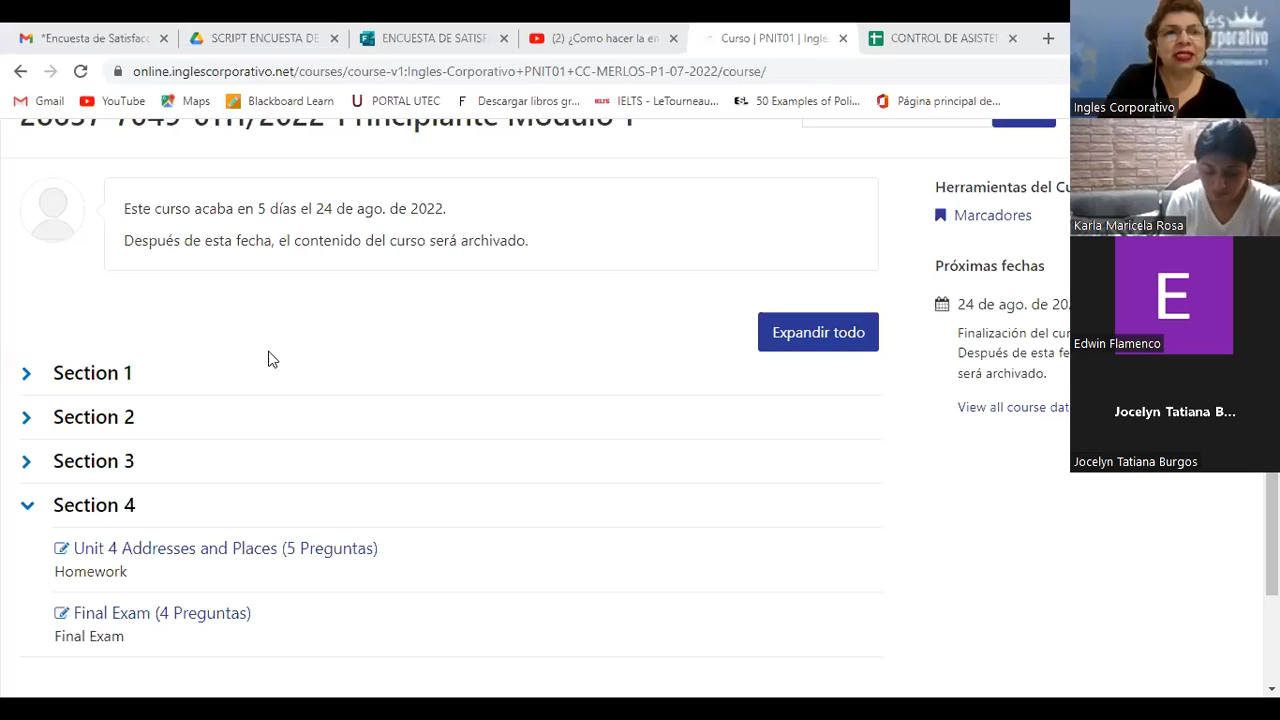 *Encuesta de Satisfacc
SCRIPT ENCUESTA DE
ENCUESTA DE SA
(2) ¿Como hacer la en
Curso | PNIT01 | Ingle
CONTROL DE ASISTEN
online.inglescorporativo.net/courses/course-v1:Ingles-Corporativo+PNIT01+CC-MERLOS-P1-07-2022/course/
Gmail
YouTube
Maps
Blackboard Learn
PORTAL UTEC
Descargar libros gr...
IELTS - LeTourneau...
50 Examples of Pol...
Página principal de...
Principiante Modulo 1
Este curso acaba en 5 días el 24 de ago. de 2022.
Después de esta fecha, el contenido del curso será archivado.
Expandir todo
Section 1
Section 2
Section 3
Section 4
Unit 4 Addresses and Places (5 Preguntas)
Homework
Final Exam (4 Preguntas)
Final Exam
Herramientas del Cu
Marcadores
Próximas fechas
24 de ago. de 20
Finalización del cur
Después de esta fe
será archivado.
View all course dat
Ingles Corporativo
Karla Maricela Rosa
E
Edwin Flamenco
Jocelyn Tatiana B...
Jocelyn Tatiana Burgos